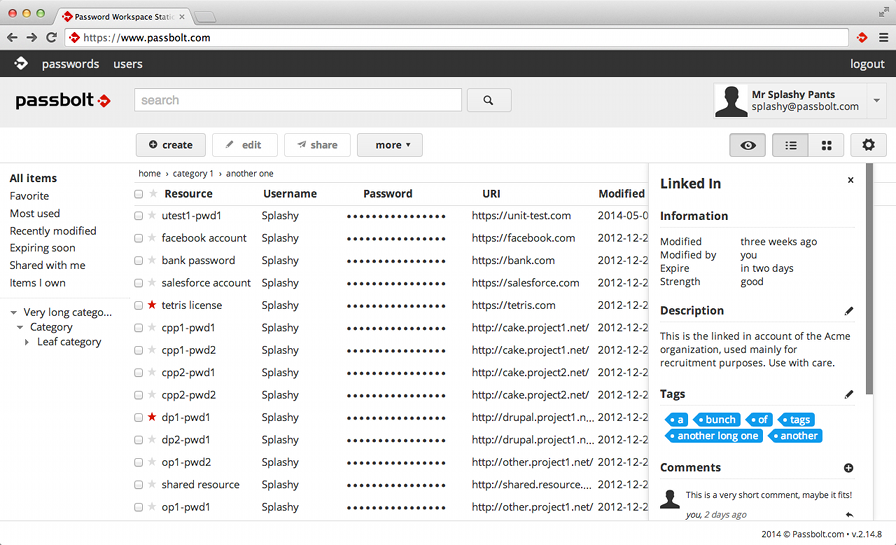 Password Workspace Static
https://www.passbolt.com
passwords users logout
passbolt search Mr Splashy Pants
splashy@passbolt.com
create edit share more
home › category 1 › another one
All items
Favorite
Most used
Recently modified
Expiring soon
Shared with me
Items I own
Very long catego...
Category
Leaf category
Resource Username Password URI Modified
utest1-pwd1 Splashy •••••••••••••••• https://unit-test.com 2014-05-0
facebook account Splashy •••••••••••••••• https://facebook.com 2012-12-2
bank password Splashy •••••••••••••••• https://bank.com 2012-12-2
salesforce account Splashy •••••••••••••••• https://salesforce.com 2012-12-2
tetris license Splashy •••••••••••••••• https://tetris.com 2012-12-2
cpp1-pwd1 Splashy •••••••••••••••• http://cake.project1.net/ 2012-12-2
cpp1-pwd2 Splashy •••••••••••••••• http://cake.project1.net/ 2012-12-2
cpp2-pwd1 Splashy •••••••••••••••• http://cake.project2.net/ 2012-12-2
cpp2-pwd2 Splashy •••••••••••••••• http://cake.project2.net/ 2012-12-2
dp1-pwd1 Splashy •••••••••••••••• http://drupal.project1.n... 2012-12-2
dp2-pwd1 Splashy •••••••••••••••• http://drupal.project1.n... 2012-12-2
op1-pwd2 Splashy •••••••••••••••• http://other.project1.net/ 2012-12-2
shared resource Splashy •••••••••••••••• http://shared.resource.... 2012-12-2
op1-pwd1 Splashy •••••••••••••••• http://other.project1.net/ 2012-12-2
Linked In x
Information
Modified three weeks ago
Modified by you
Expire in two days
Strength good
Description
This is the linked in account of the Acme
organization, used mainly for
recruitment purposes. Use with care.
Tags
a bunch of tags
another long one another
Comments
This is a very short comment, maybe it fits!
you, 2 days ago
2014 © Passbolt.com • v.2.14.8